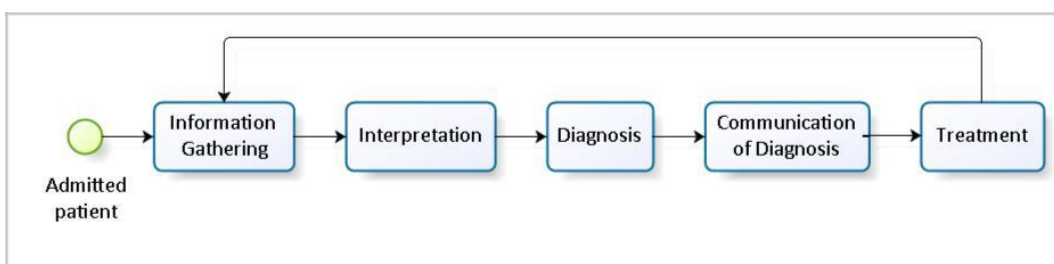 Admitted
patient
Information
Gathering
Interpretation
Diagnosis
Communication
of Diagnosis
Treatment